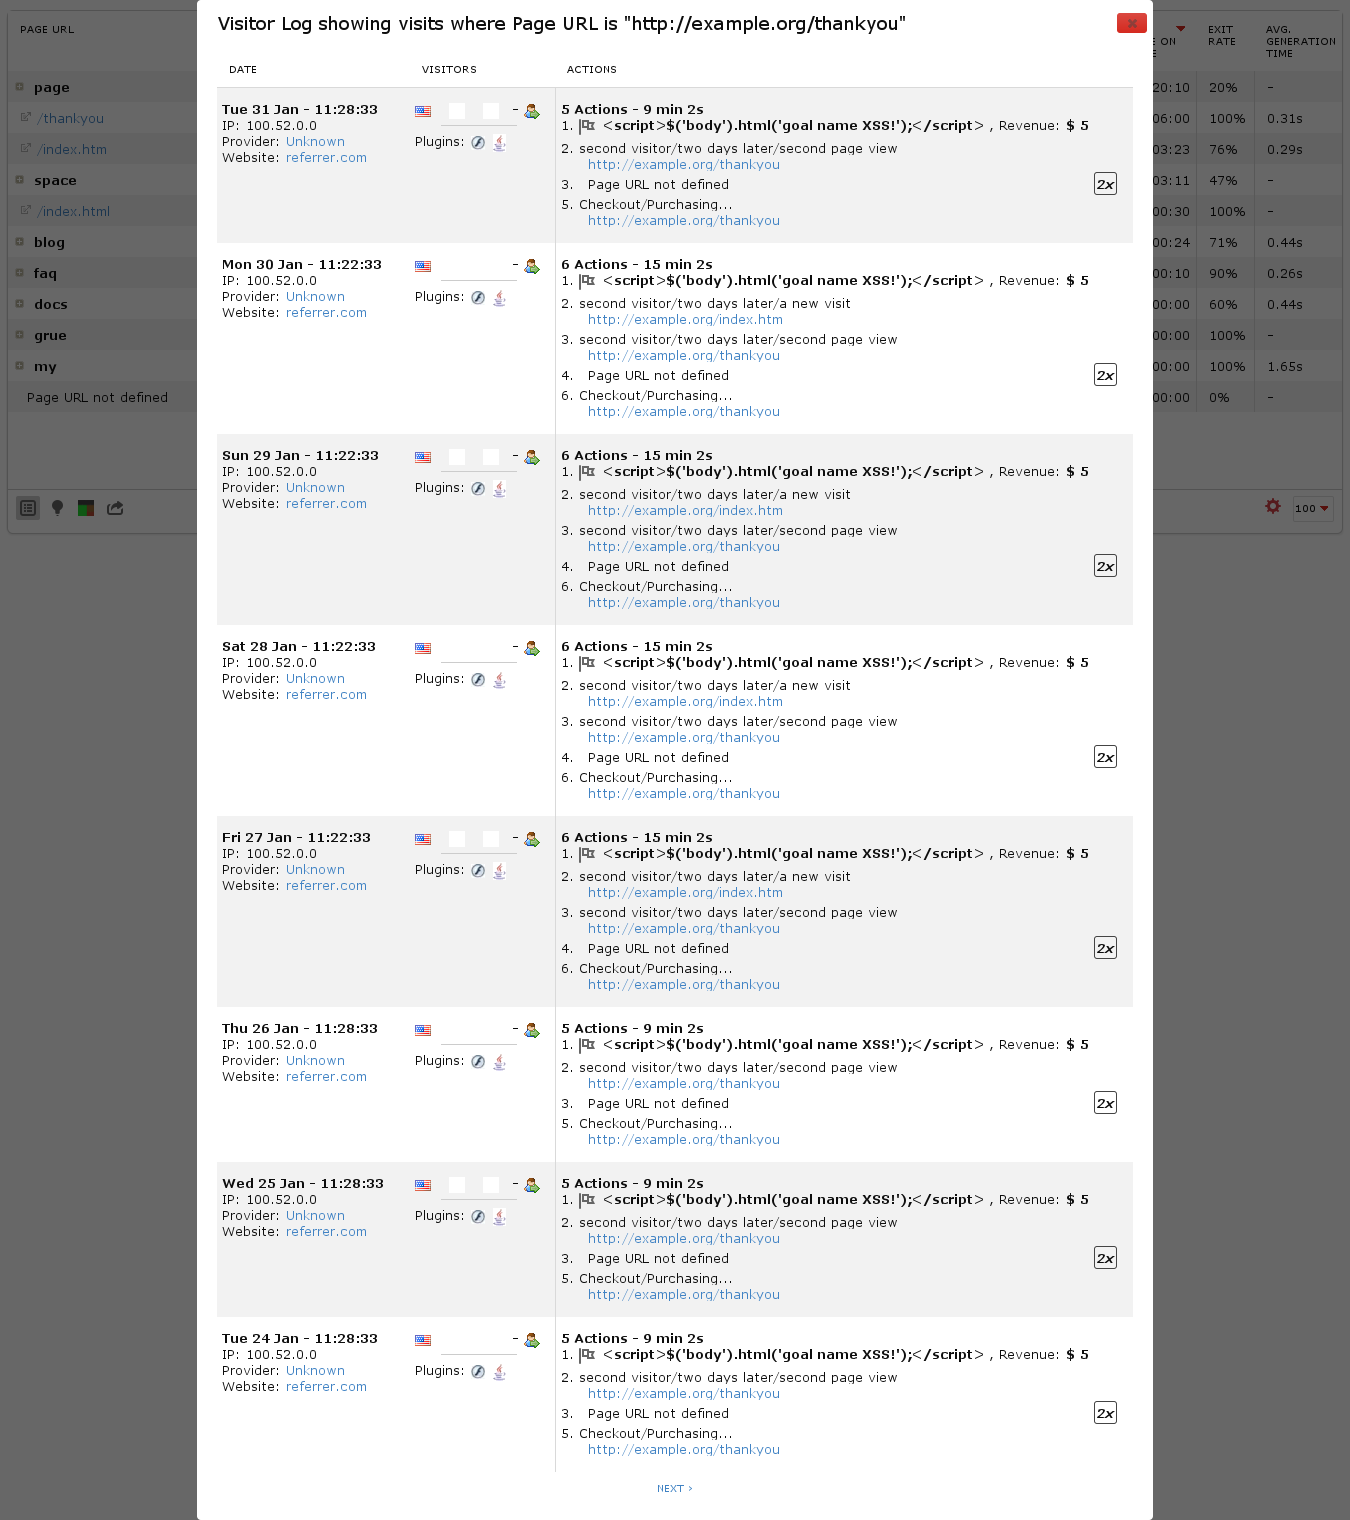 Visitor Log showing visits where Page URL is "http://example.org/thankyou"
DATE VISITORS ACTIONS
Tue 31 Jan - 11:28:33 - 5 Actions - 9 min 2s
IP: 100.52.0.0 1. <script>$('body').html('goal name XSS!');</script> , Revenue: $ 5
Provider: Unknown Plugins: 2. second visitor/two days later/second page view
Website: referrer.com http://example.org/thankyou
3. Page URL not defined 2x
5. Checkout/Purchasing...
http://example.org/thankyou
Mon 30 Jan - 11:22:33 - 6 Actions - 15 min 2s
IP: 100.52.0.0 1. <script>$('body').html('goal name XSS!');</script> , Revenue: $ 5
Provider: Unknown Plugins: 2. second visitor/two days later/a new visit
Website: referrer.com http://example.org/index.htm
3. second visitor/two days later/second page view
http://example.org/thankyou
4. Page URL not defined 2x
6. Checkout/Purchasing...
http://example.org/thankyou
Sun 29 Jan - 11:22:33 - 6 Actions - 15 min 2s
IP: 100.52.0.0 1. <script>$('body').html('goal name XSS!');</script> , Revenue: $ 5
Provider: Unknown Plugins: 2. second visitor/two days later/a new visit
Website: referrer.com http://example.org/index.htm
3. second visitor/two days later/second page view
http://example.org/thankyou
4. Page URL not defined 2x
6. Checkout/Purchasing...
http://example.org/thankyou
Sat 28 Jan - 11:22:33 - 6 Actions - 15 min 2s
IP: 100.52.0.0 1. <script>$('body').html('goal name XSS!');</script> , Revenue: $ 5
Provider: Unknown Plugins: 2. second visitor/two days later/a new visit
Website: referrer.com http://example.org/index.htm
3. second visitor/two days later/second page view
http://example.org/thankyou
4. Page URL not defined 2x
6. Checkout/Purchasing...
http://example.org/thankyou
Fri 27 Jan - 11:22:33 - 6 Actions - 15 min 2s
IP: 100.52.0.0 1. <script>$('body').html('goal name XSS!');</script> , Revenue: $ 5
Provider: Unknown Plugins: 2. second visitor/two days later/a new visit
Website: referrer.com http://example.org/index.htm
3. second visitor/two days later/second page view
http://example.org/thankyou
4. Page URL not defined 2x
6. Checkout/Purchasing...
http://example.org/thankyou
Thu 26 Jan - 11:28:33 - 5 Actions - 9 min 2s
IP: 100.52.0.0 1. <script>$('body').html('goal name XSS!');</script> , Revenue: $ 5
Provider: Unknown Plugins: 2. second visitor/two days later/second page view
Website: referrer.com http://example.org/thankyou
3. Page URL not defined 2x
5. Checkout/Purchasing...
http://example.org/thankyou
Wed 25 Jan - 11:28:33 - 5 Actions - 9 min 2s
IP: 100.52.0.0 1. <script>$('body').html('goal name XSS!');</script> , Revenue: $ 5
Provider: Unknown Plugins: 2. second visitor/two days later/second page view
Website: referrer.com http://example.org/thankyou
3. Page URL not defined 2x
5. Checkout/Purchasing...
http://example.org/thankyou
Tue 24 Jan - 11:28:33 - 5 Actions - 9 min 2s
IP: 100.52.0.0 1. <script>$('body').html('goal name XSS!');</script> , Revenue: $ 5
Provider: Unknown Plugins: 2. second visitor/two days later/second page view
Website: referrer.com http://example.org/thankyou
3. Page URL not defined 2x
5. Checkout/Purchasing...
http://example.org/thankyou
NEXT ›
PAGE URL
page
/thankyou
/index.htm
space
/index.html
blog
faq
docs
grue
my
Page URL not defined
ON EXIT RATE AVG. GENERATION TIME
20:10 20% -
06:00 100% 0.31s
03:23 76% 0.29s
03:11 47% -
00:30 100% -
00:24 71% 0.44s
00:10 90% 0.26s
00:00 60% 0.44s
00:00 100% -
00:00 100% 1.65s
00:00 0% -
100